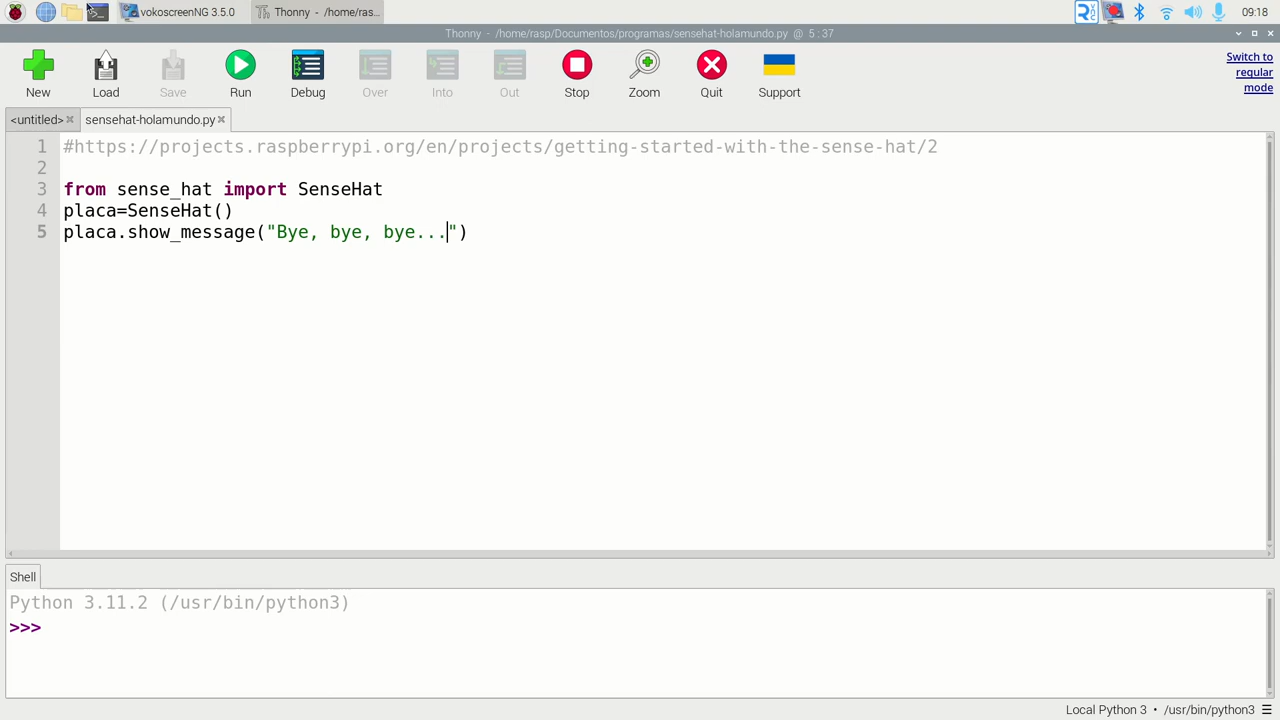 vokoscreenNG 3.5.0
Thonny - /home/ras...
09:18
Thonny - /home/rasp/Documentos/programas/sensehat-holamundo.py @ 5 : 37
New
Load
Save
Run
Debug
Over
Into
Out
Stop
Zoom
Quit
Support
Switch to
regular
mode
<untitled>
sensehat-holamundo.py
1 #https://projects.raspberrypi.org/en/projects/getting-started-with-the-sense-hat/2
2
3 from sense_hat import SenseHat
4 placa=SenseHat()
5 placa.show_message("Bye, bye, bye...")
Shell
Python 3.11.2 (/usr/bin/python3)
>>>
Local Python 3 • /usr/bin/python3 ☰